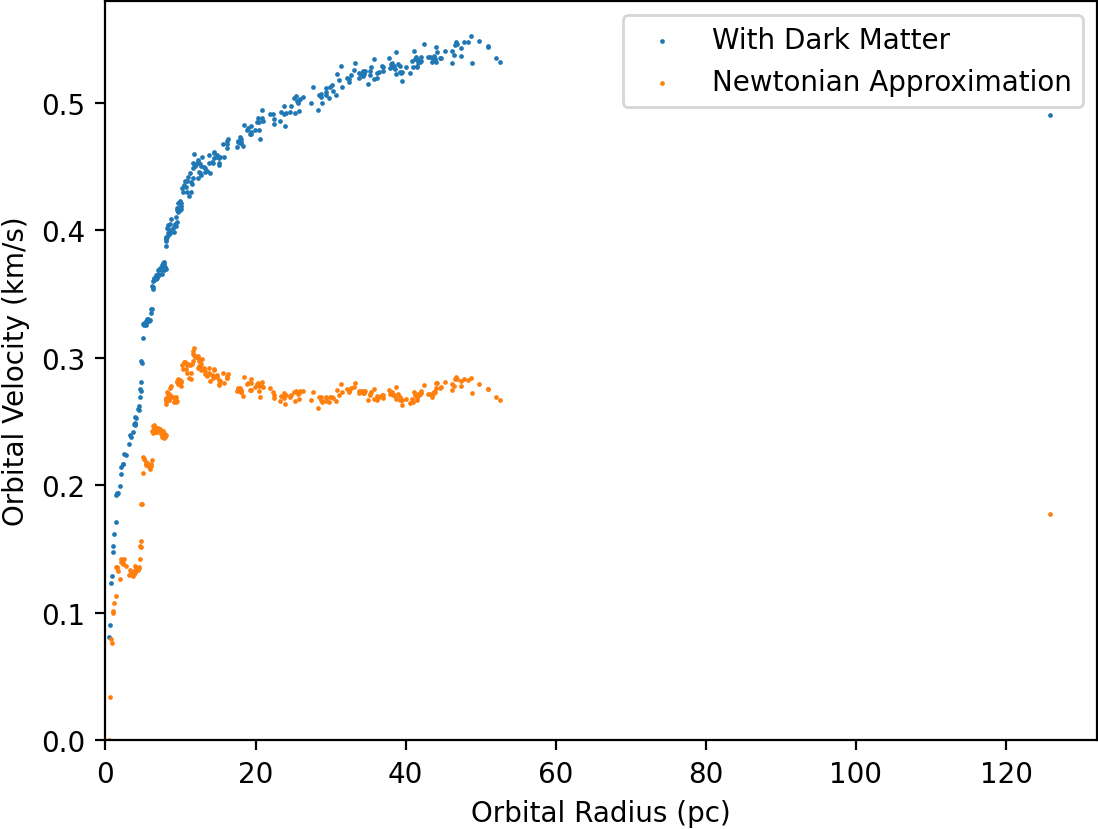 With Dark Matter
Newtonian Approximation
Orbital Velocity (km/s)
0.5
0.4
0.3
0.2
0.1
0.0
0 20 40 60 80 100 120
Orbital Radius (pc)